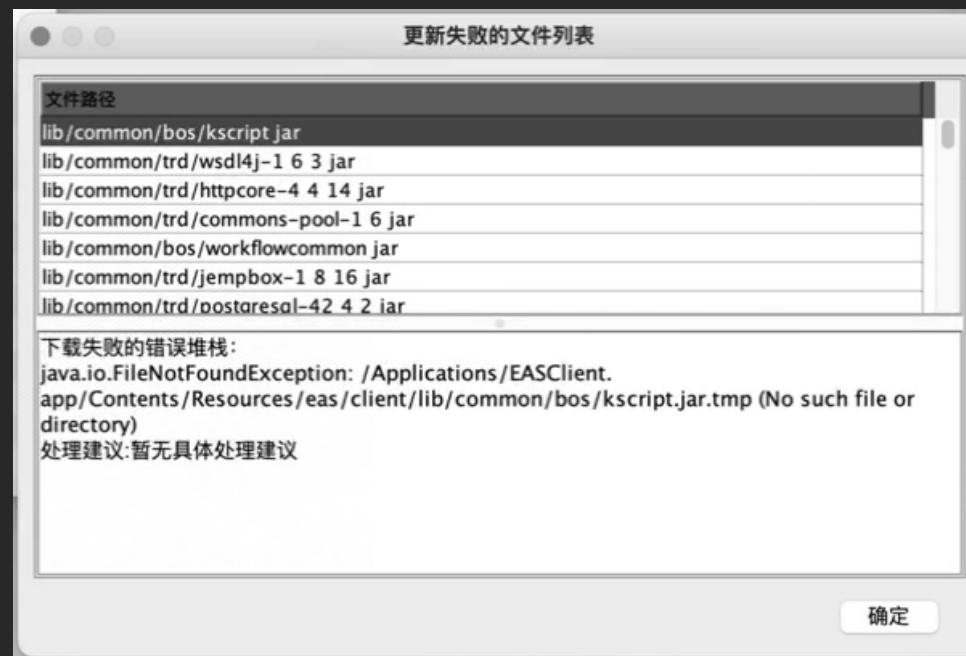 更新失败的文件列表
文件路径
lib/common/bos/kscript jar
lib/common/trd/wsdl4j-1 6 3 jar
lib/common/trd/httpcore-4 4 14 jar
lib/common/trd/commons-pool-1 6 jar
lib/common/bos/workflowcommon jar
lib/common/trd/jempbox-1 8 16 jar
lib/common/trd/postgresql-42 4 2 jar
下载失败的错误堆栈:
java.io.FileNotFoundException: /Applications/EASClient.
app/Contents/Resources/eas/client/lib/common/bos/kscript.jar.tmp (No such file or
directory)
处理建议:暂无具体处理建议
确定